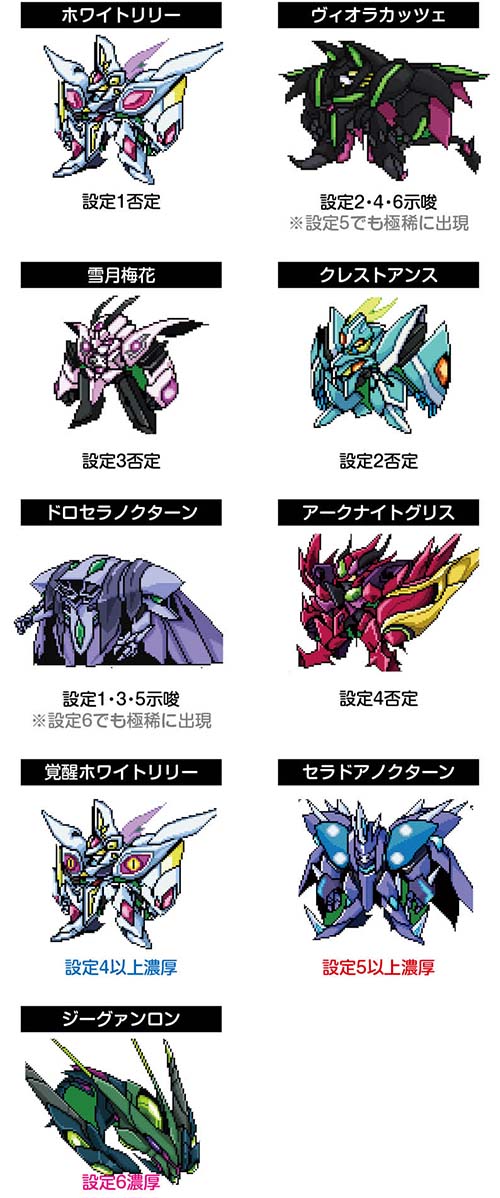 ホワイトリリー
ヴィオラカッツェ
設定1否定
設定2・4・6示唆
※設定5でも極稀に出現
雪月梅花
クレストアンス
設定3否定
設定2否定
ドロセラノクターン
アークナイトグリス
設定1・3・5示唆
※設定6でも極稀に出現
設定4否定
覚醒ホワイトリリー
セラドアノクターン
設定4以上濃厚
設定5以上濃厚
ジーグァンロン
設定6濃厚